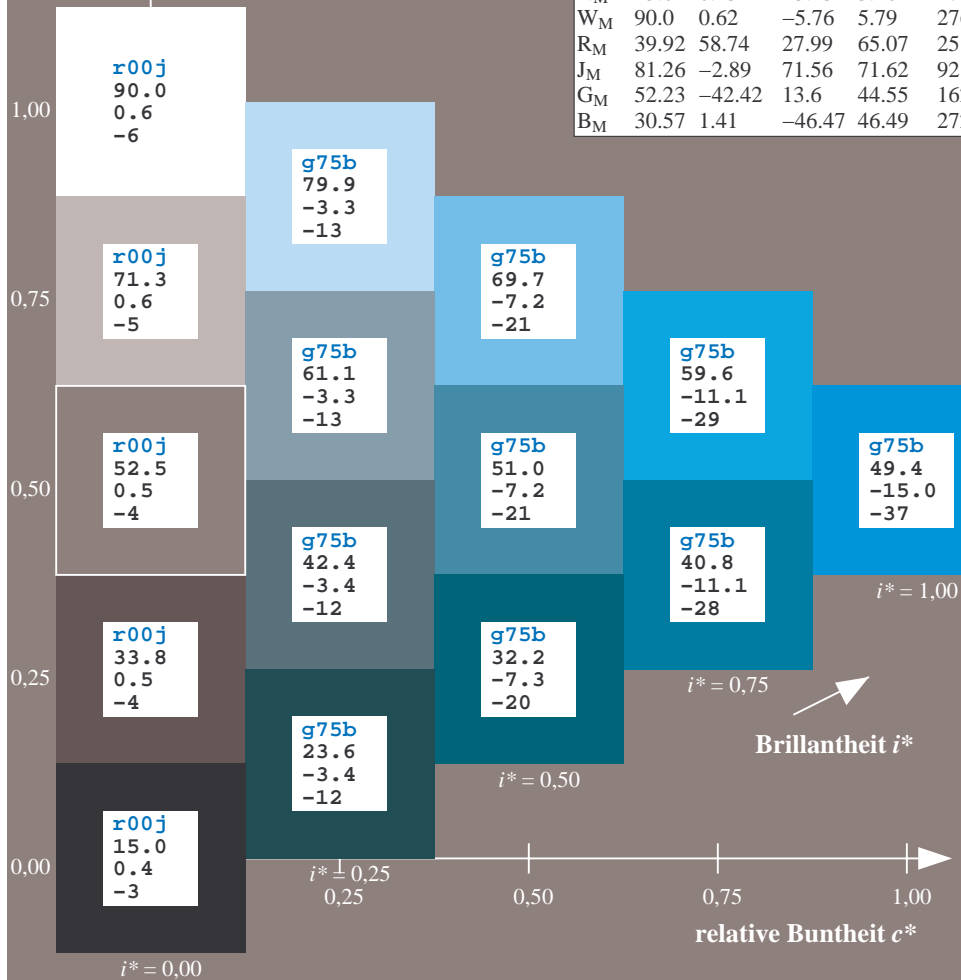 W_M 90.0 0.62 −5.76 5.79
R_M 39.92 58.74 27.99 65.07
J_M 81.26 −2.89 71.56 71.62 92
G_M 52.23 −42.42 13.6 44.55
B_M 30.57 1.41 −46.47 46.49
r00j
90.0
0.6
−6
1,00
g75b
79.9
−3.3
−13
r00j
71.3
0.6
−5
g75b
69.7
−7.2
−21
0,75
g75b
61.1
−3.3
−13
g75b
59.6
−11.1
−29
r00j
52.5
0.5
−4
g75b
51.0
−7.2
−21
g75b
49.4
−15.0
−37
0,50
g75b
42.4
−3.4
−12
g75b
40.8
−11.1
−28
i* = 1,00
r00j
33.8
0.5
−4
g75b
32.2
−7.3
−20
0,25
i* = 0,75
g75b
23.6
−3.4
−12
Brillantheit i*
i* = 0,50
r00j
15.0
0.4
−3
0,00
i* = 0,25
0,25 0,50 0,75 1,00
relative Buntheit c*
i* = 0,00